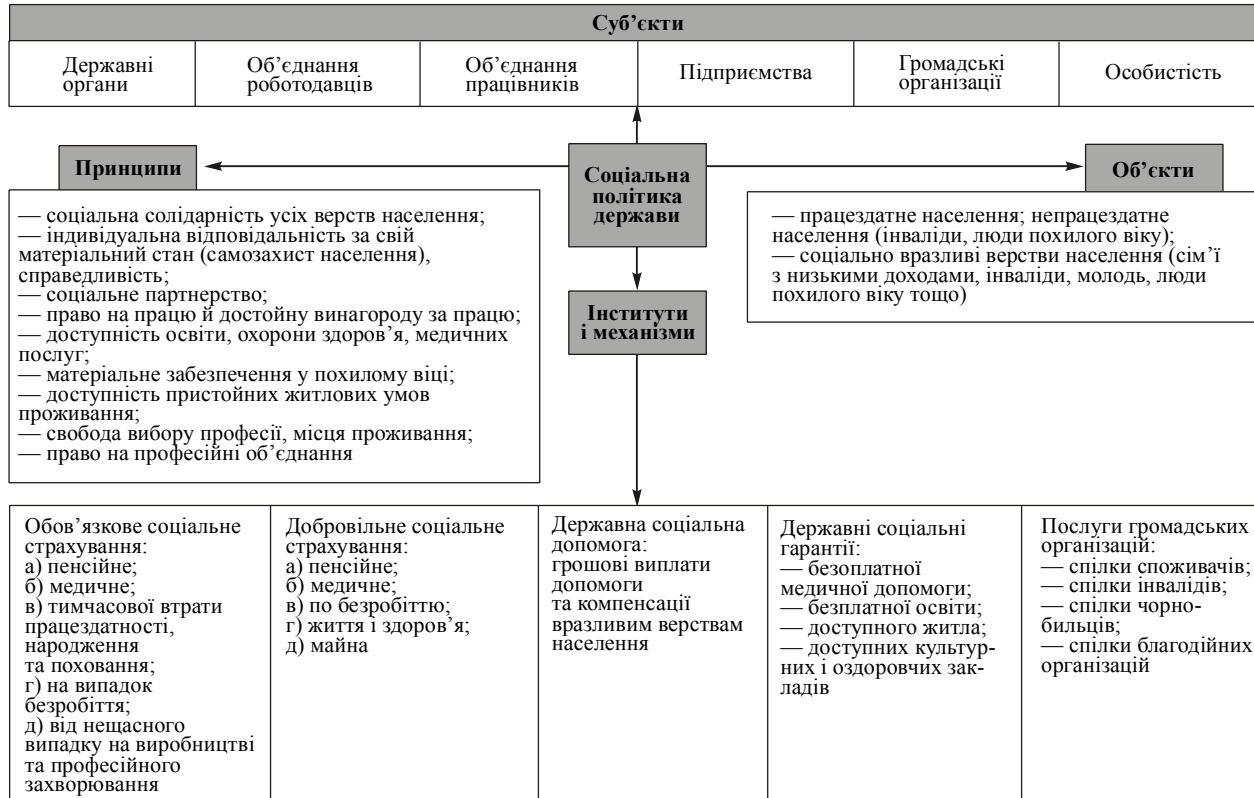 Суб’єкти
Державні
органи
Об’єднання
роботодавців
Об’єднання
працівників
Підприємства
Громадські
організації
Особистість
Принципи
Соціальна
політика
держави
Об’єкти
— соціальна солідарність усіх верств населення;
— індивідуальна відповідальність за свій
матеріальний стан (самозахист населення),
справедливість;
— соціальне партнерство;
— право на працю й достойну винагороду за працю;
— доступність освіти, охорони здоров’я, медичних
послуг;
— матеріальне забезпечення у похилому віці;
— доступність пристойних житлових умов
проживання;
— свобода вибору професії, місця проживання;
— право на професійні об’єднання
— працездатне населення; непрацездатне
населення (інваліди, люди похилого віку);
— соціально вразливі верстви населення (сім’ї
з низькими доходами, інваліди, молодь, люди
похилого віку тощо)
Інститути
і механізми
Обов’язкове соціальне
страхування:
а) пенсійне;
б) медичне;
в) тимчасової втрати
працездатності,
народження
та поховання;
г) на випадок
безробіття;
д) від нещасного
випадку на виробництві
та професійного
захворювання
Добровільне соціальне
страхування:
а) пенсійне;
б) медичне;
в) по безробіттю;
г) життя і здоров’я;
д) майна
Державна соціальна
допомога:
грошові виплати
допомоги
та компенсації
вразливим верствам
населення
Державні соціальні
гарантії:
— безоплатної
медичної допомоги;
— безплатної освіти;
— доступного житла;
— доступних культур-
них і оздоровчих зак-
ладів
Послуги громадських
організацій:
— спілки споживачів;
— спілки інвалідів;
— спілки чорно-
бильців;
— спілки благодійних
організацій